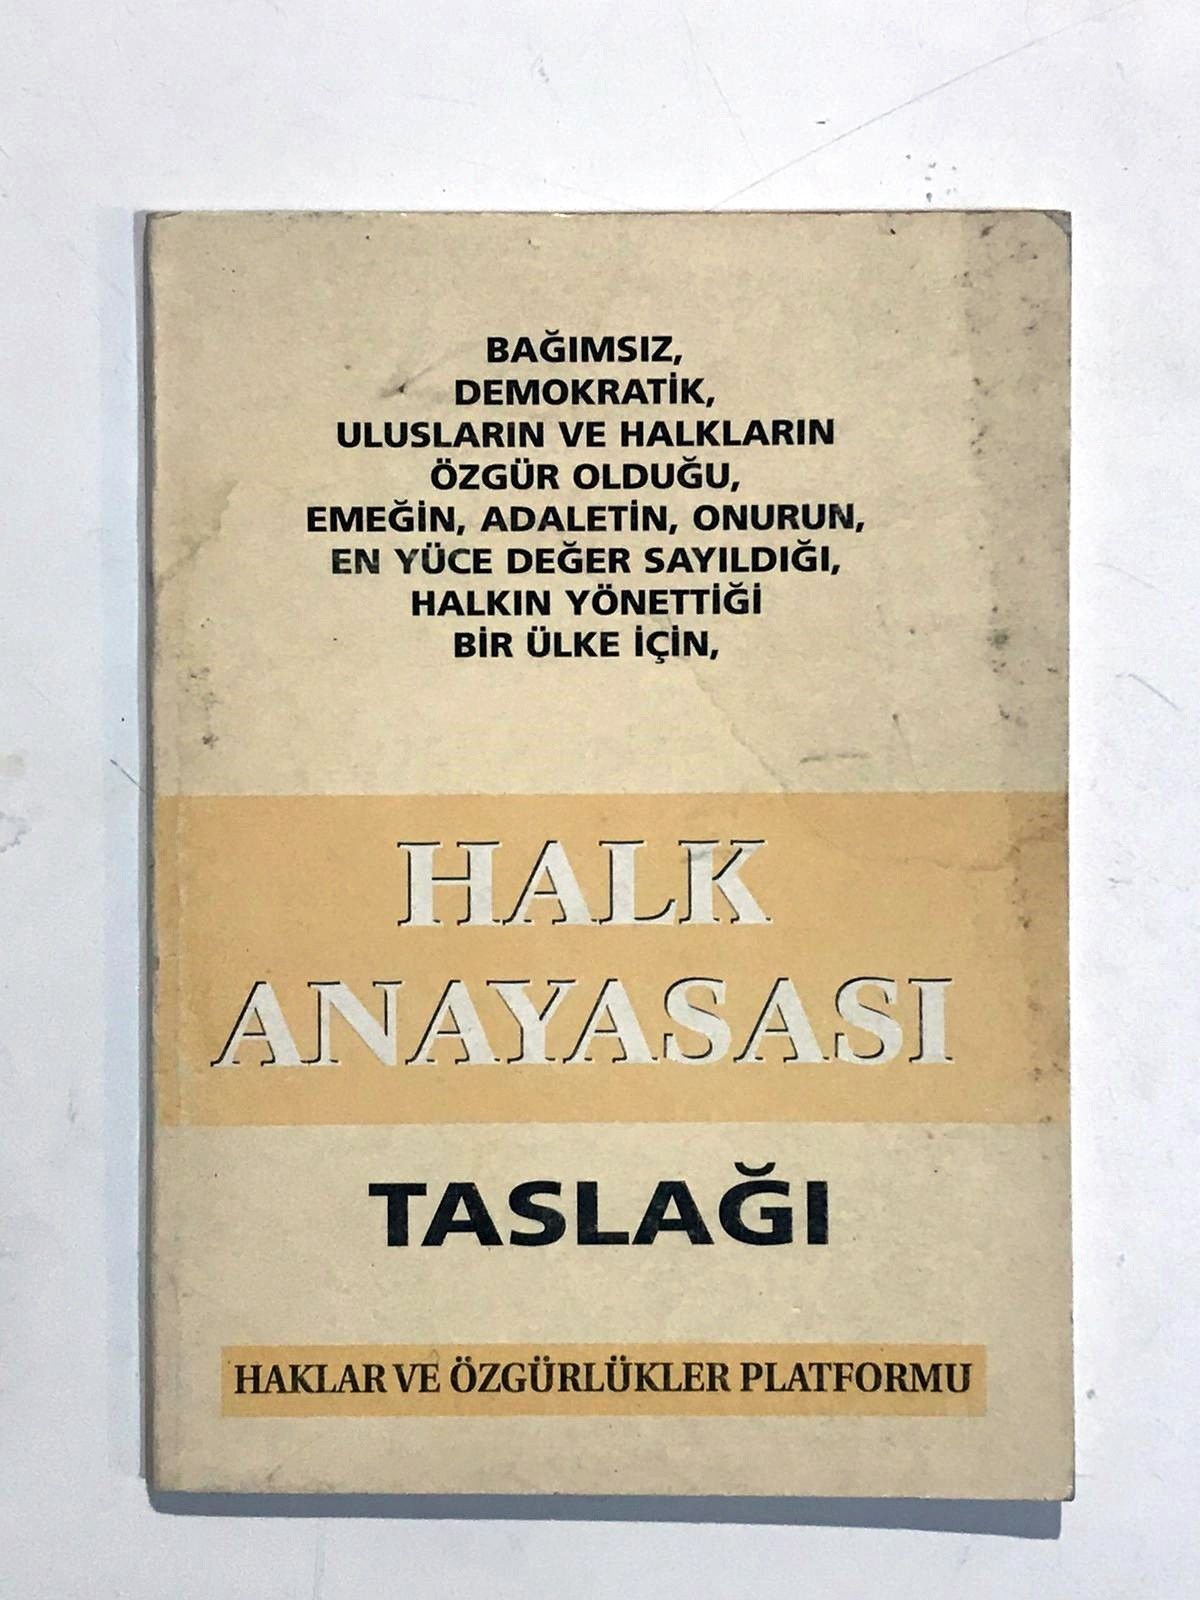 BAĞIMSIZ,
DEMOKRATİK,
ULUSLARIN VE HALKLARIN
ÖZGÜR OLDUĞU,
EMEĞİN, ADALETİN, ONURUN,
EN YÜCE DEĞER SAYILDIĞI,
HALKIN YÖNETTİĞİ
BİR ÜLKE İÇİN,
HALK
ANAYASASI
TASLAĞI
HAKLAR VE ÖZGÜRLÜKLER PLATFORMU